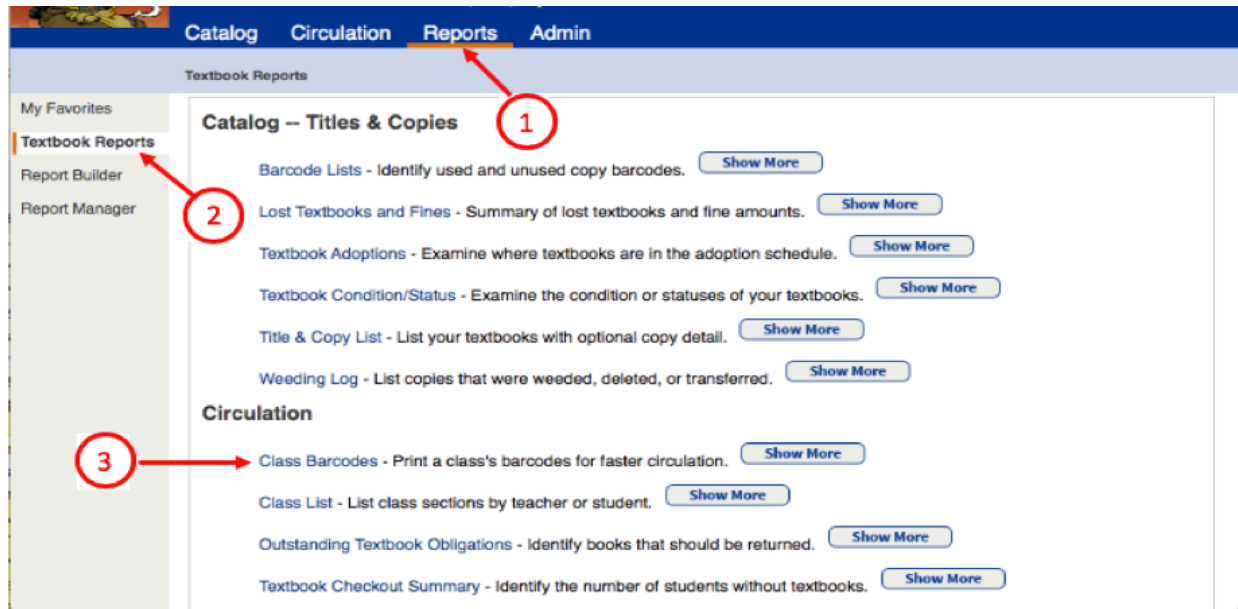 Catalog Circulation Reports Admin
Textbook Reports
My Favorites
Textbook Reports
Report Builder
Report Manager
1
2
Catalog -- Titles & Copies
Barcode Lists - Identify used and unused copy barcodes. Show More
Lost Textbooks and Fines - Summary of lost textbooks and fine amounts. Show More
Textbook Adoptions - Examine where textbooks are in the adoption schedule. Show More
Textbook Condition/Status - Examine the condition or statuses of your textbooks. Show More
Title & Copy List - List your textbooks with optional copy detail. Show More
Weeding Log - List copies that were weeded, deleted, or transferred. Show More
Circulation
3
Class Barcodes - Print a class's barcodes for faster circulation. Show More
Class List - List class sections by teacher or student. Show More
Outstanding Textbook Obligations - Identify books that should be returned. Show More
Textbook Checkout Summary - Identify the number of students without textbooks. Show More